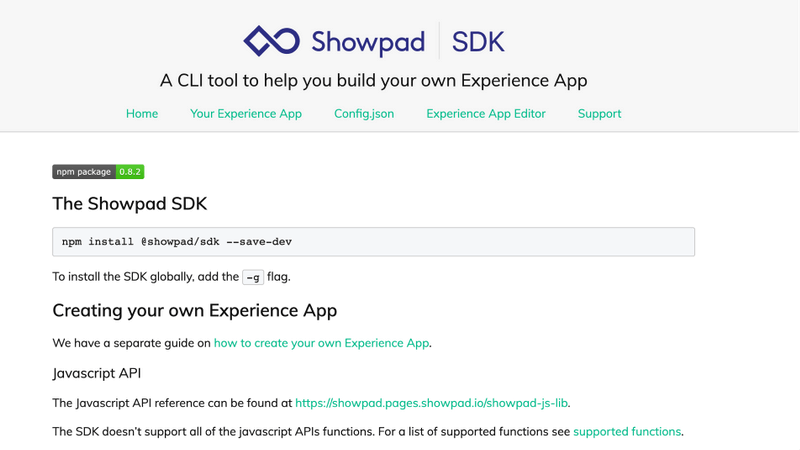 Showpad SDK
A CLI tool to help you build your own Experience App
Home Your Experience App Config.json Experience App Editor Support
npm package 0.8.2
The Showpad SDK
npm install @showpad/sdk --save-dev
To install the SDK globally, add the -g flag.
Creating your own Experience App
We have a separate guide on how to create your own Experience App.
Javascript API
The Javascript API reference can be found at https://showpad.pages.showpad.io/showpad-js-lib.
The SDK doesn't support all of the javascript APIs functions. For a list of supported functions see supported functions.